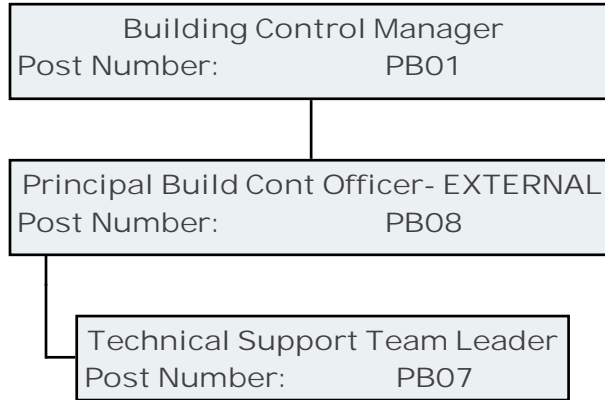 Building Control Manager
Post Number: PB01
Principal Build Cont Officer- EXTERNAL
Post Number: PB08
Technical Support Team Leader
Post Number: PB07